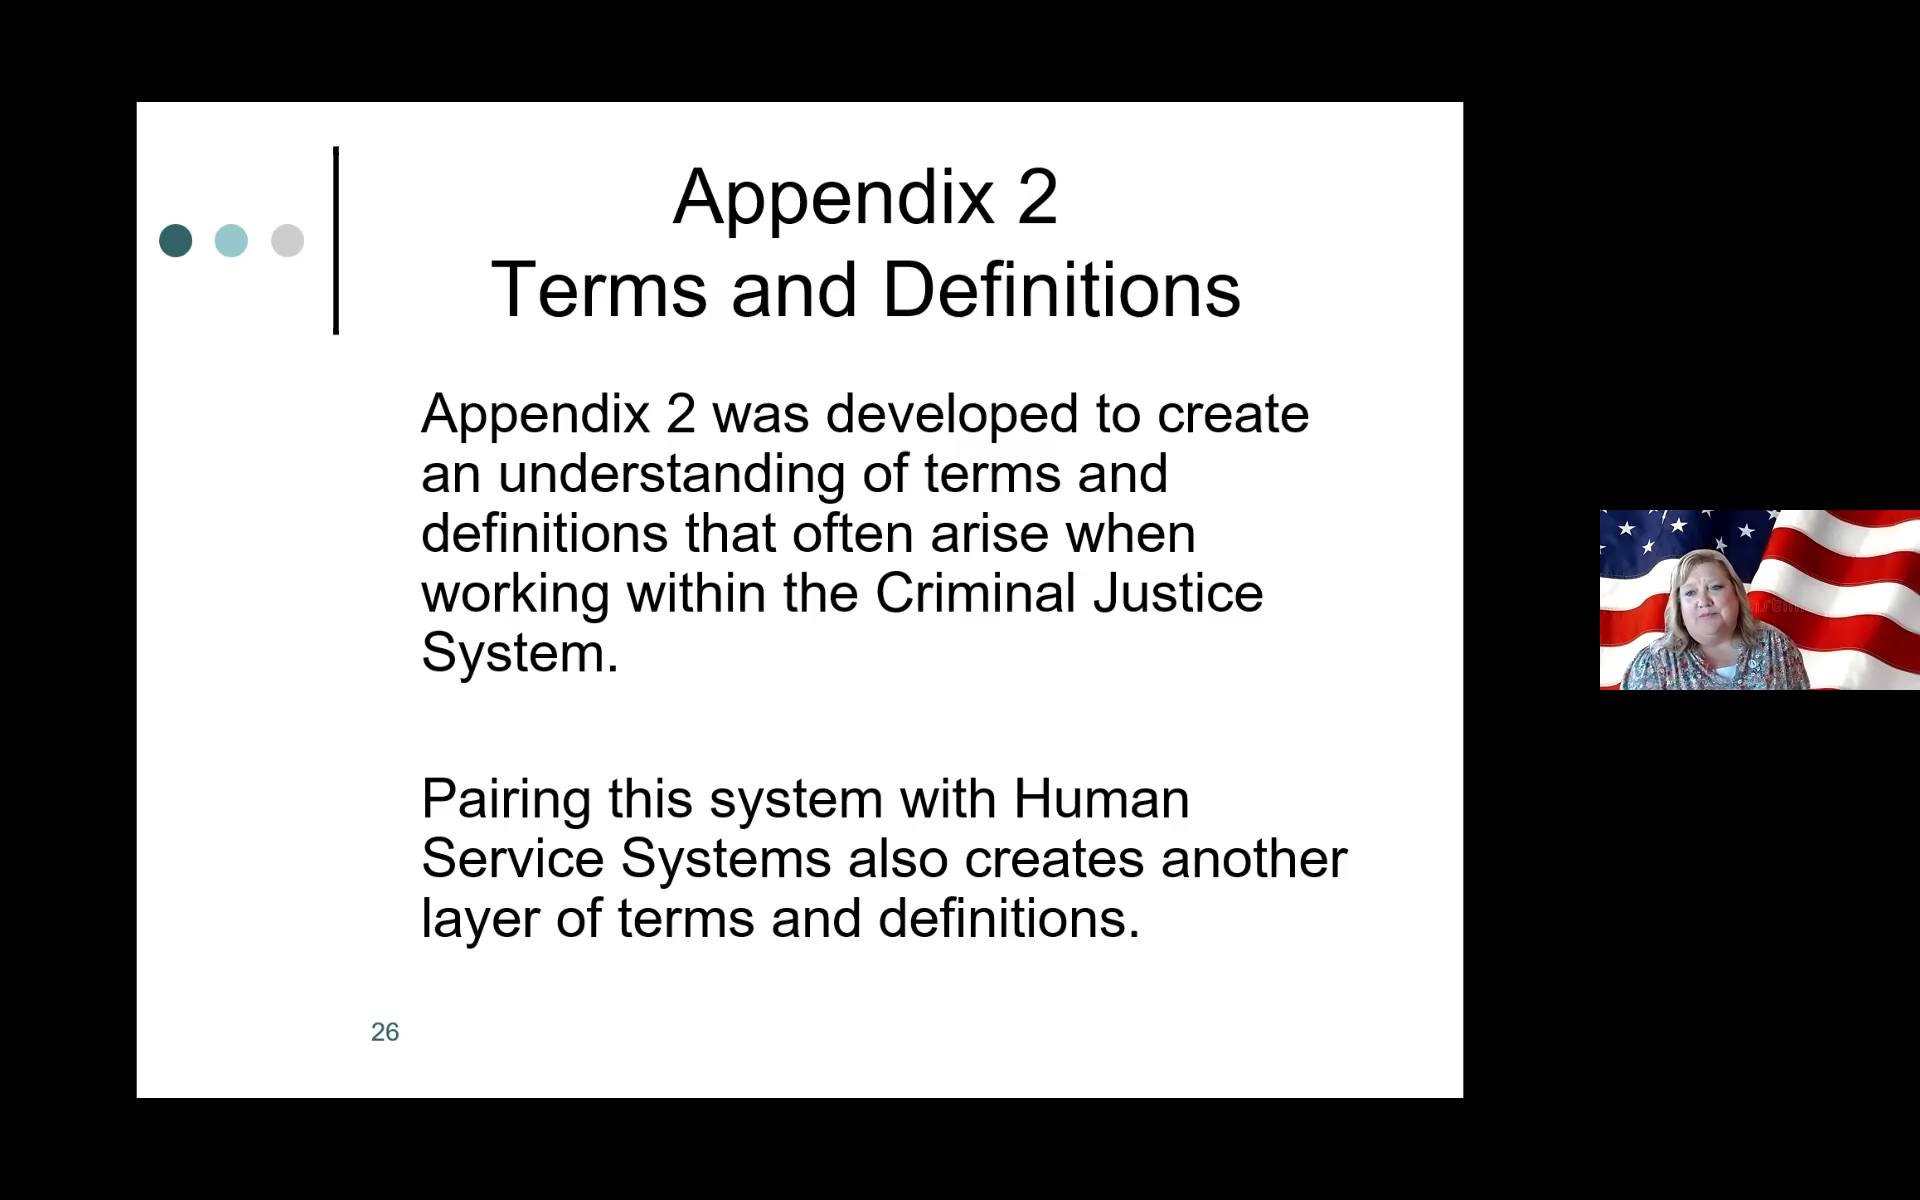 Appendix 2
Terms and Definitions
Appendix 2 was developed to create
an understanding of terms and
definitions that often arise when
working within the Criminal Justice
System.
Pairing this system with Human
Service Systems also creates another
layer of terms and definitions.
26